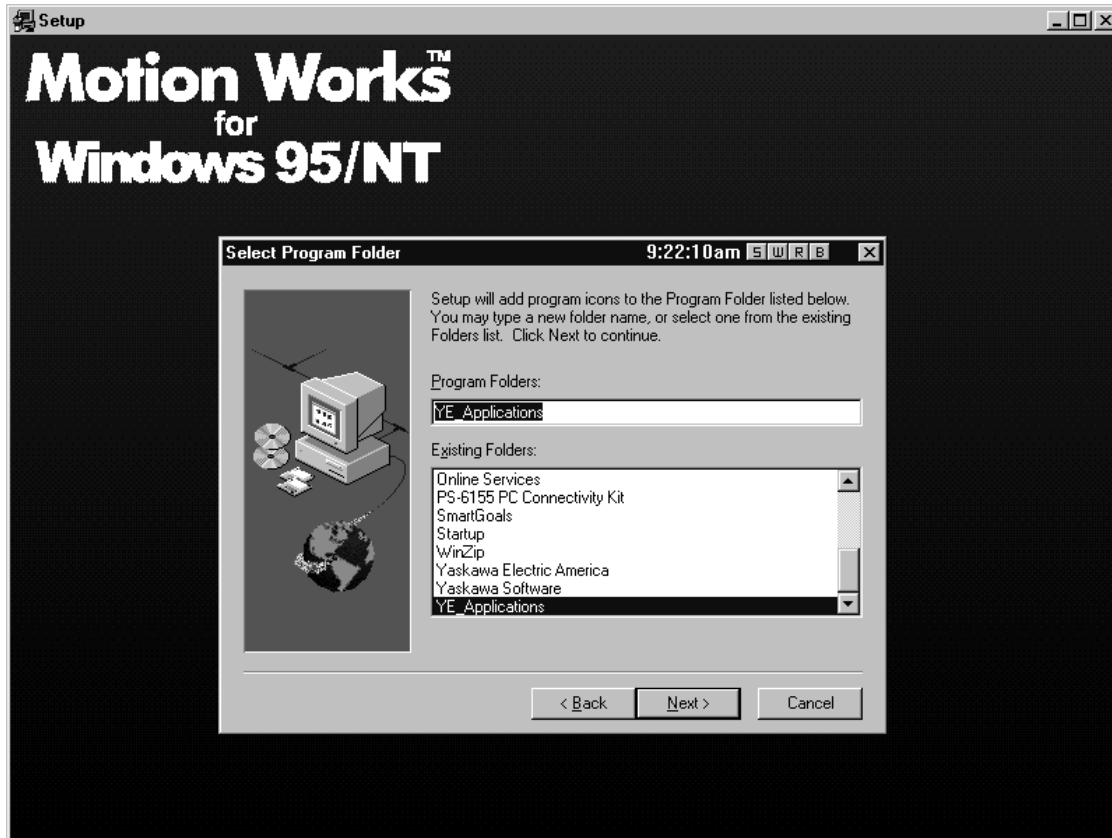 Setup
Motion Works™
for
Windows 95/NT
Select Program Folder 9:22:10am S W R B
Setup will add program icons to the Program Folder listed below.
You may type a new folder name, or select one from the existing
Folders list. Click Next to continue.
Program Folders:
YE_Applications
Existing Folders:
Online Services
PS-6155 PC Connectivity Kit
SmartGoals
Startup
WinZip
Yaskawa Electric America
Yaskawa Software
YE_Applications
< Back Next > Cancel